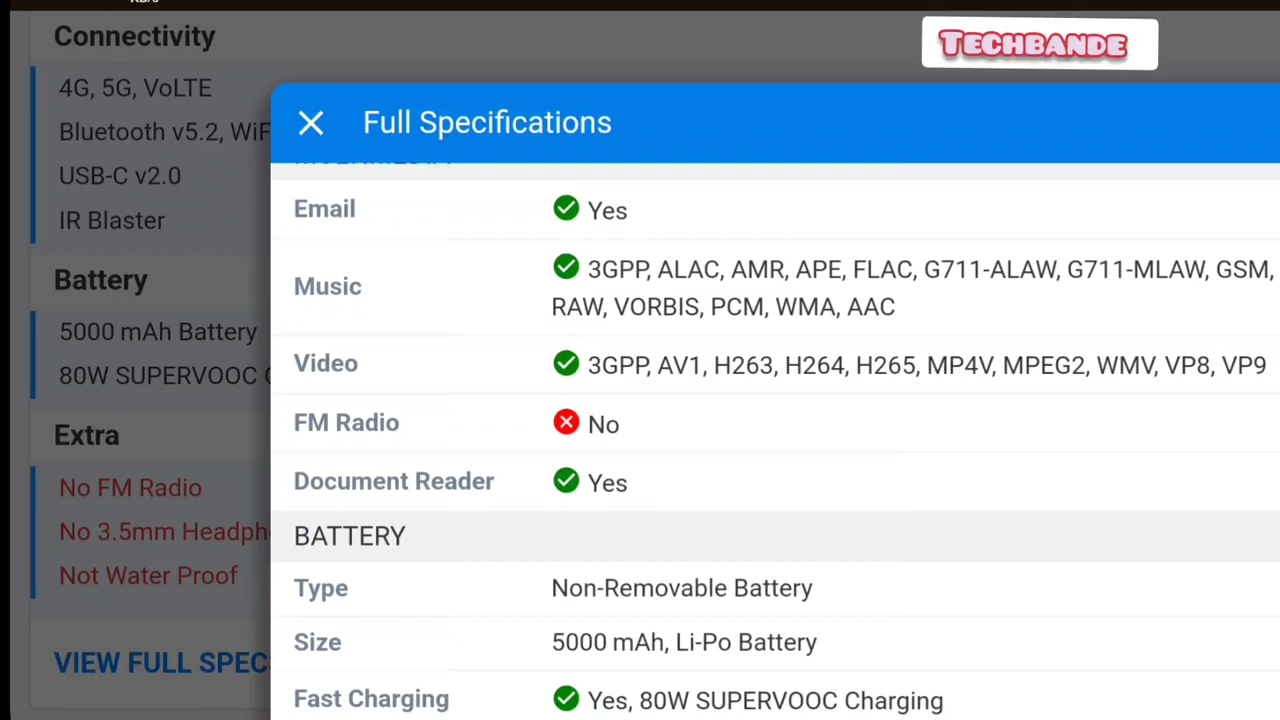 Connectivity
TECHBANDE
4G, 5G, VoLTE
Bluetooth v5.2, WiF
USB-C v2.0
IR Blaster
Battery
5000 mAh Battery
80W SUPERVOOC
Extra
No FM Radio
No 3.5mm Headph
Not Water Proof
VIEW FULL SPEC
Full Specifications
Email Yes
Music 3GPP, ALAC, AMR, APE, FLAC, G711-ALAW, G711-MLAW, GSM,
RAW, VORBIS, PCM, WMA, AAC
Video 3GPP, AV1, H263, H264, H265, MP4V, MPEG2, WMV, VP8, VP9
FM Radio No
Document Reader Yes
BATTERY
Type Non-Removable Battery
Size 5000 mAh, Li-Po Battery
Fast Charging Yes, 80W SUPERVOOC Charging